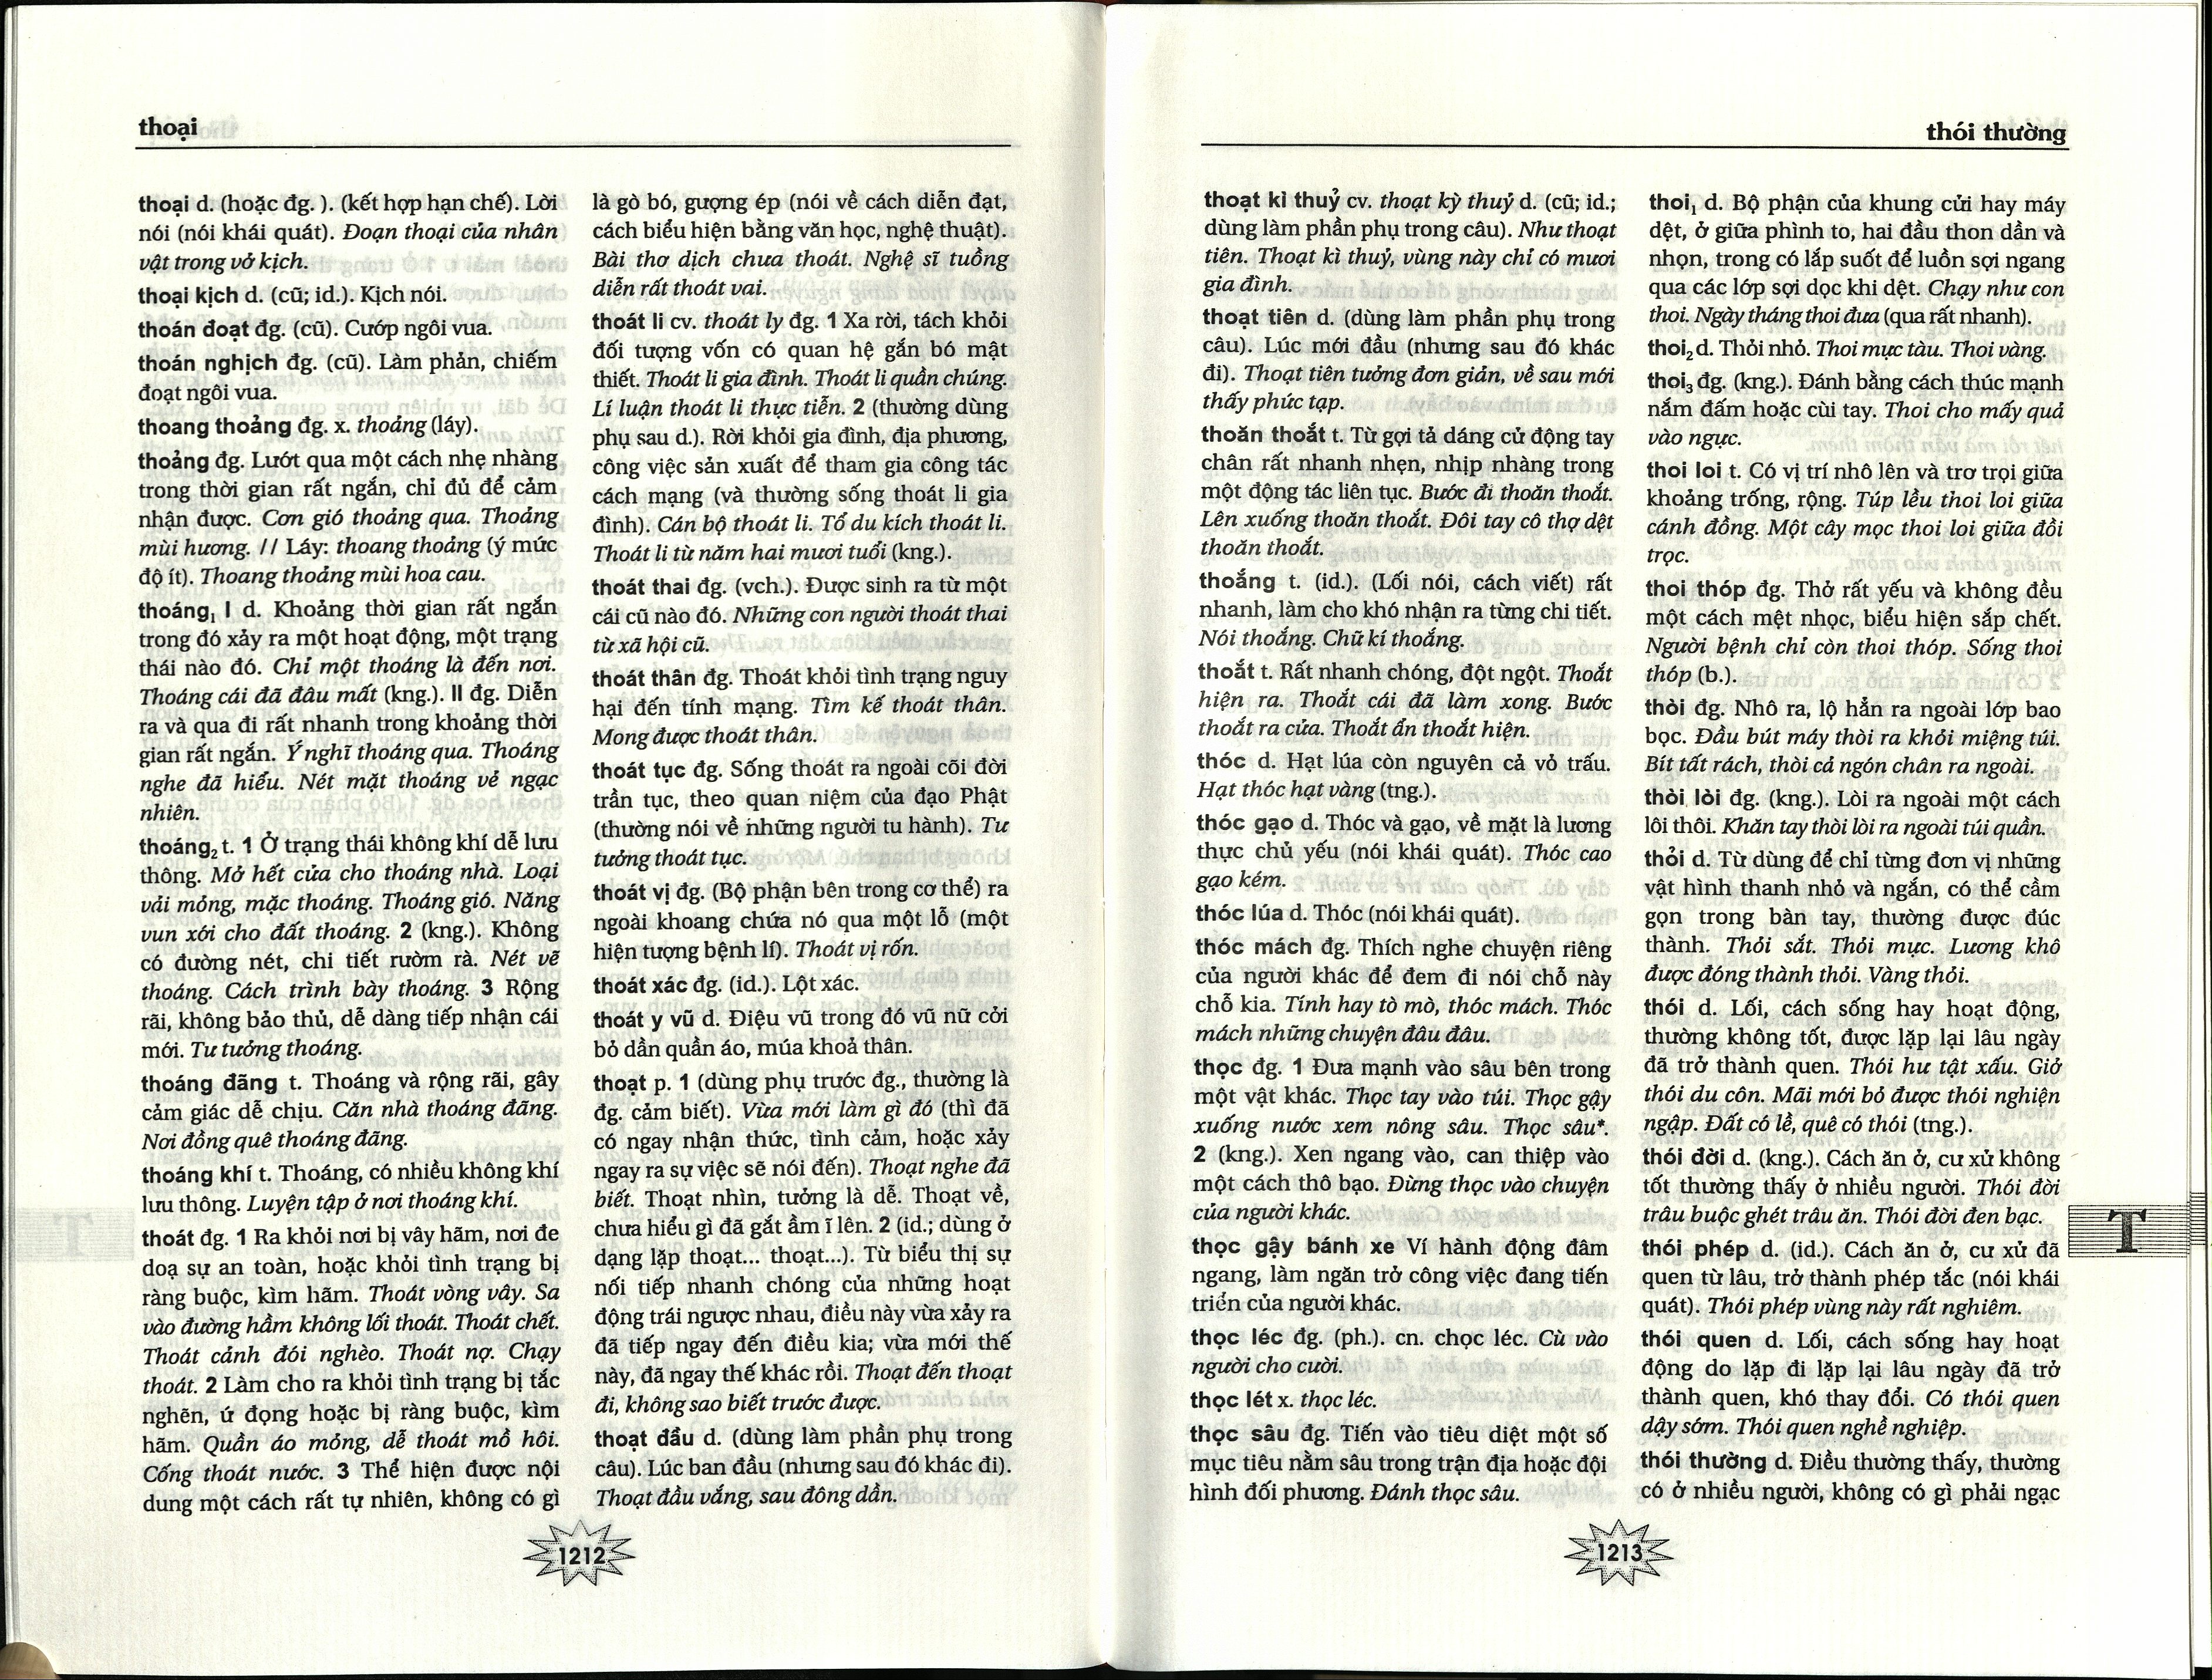 thoại
thoại d. (hoặc đg. ). (kết hợp hạn chế). Lời
nói (nói khái quát). Đoạn thoại của nhân
vật trong vở kịch.
thoại kịch d. (cũ; id.). Kịch nói.
thoán đoạt đg. (cũ). Cướp ngôi vua.
thoán nghịch đg. (cũ). Làm phản, chiếm
đoạt ngôi vua.
thoang thoảng đg. x. thoảng (láy).
thoảng đg. Lướt qua một cách nhẹ nhàng
trong thời gian rất ngắn, chỉ đủ để cảm
nhận được. Cơn gió thoảng qua. Thoảng
mùi hương. // Láy: thoang thoảng (ý mức
độ ít). Thoang thoảng mùi hoa cau.
thoáng₁ I d. Khoảng thời gian rất ngắn
trong đó xảy ra một hoạt động, một trạng
thái nào đó. Chỉ một thoáng là đến nơi.
Thoáng cái đã đâu mất (kng.). II đg. Diễn
ra và qua đi rất nhanh trong khoảng thời
gian rất ngắn. Ý nghĩ thoáng qua. Thoáng
nghe đã hiểu. Nét mặt thoáng vẻ ngạc
nhiên.
thoáng₂ t. 1 Ở trạng thái không khí dễ lưu
thông. Mở hết cửa cho thoáng nhà. Loại
vải mỏng, mặc thoáng. Thoáng gió. Năng
vun xới cho đất thoáng. 2 (kng.). Không
có đường nét, chi tiết rườm rà. Nét vẽ
thoáng. Cách trình bày thoáng. 3 Rộng
rãi, không bảo thủ, dễ dàng tiếp nhận cái
mới. Tư tưởng thoáng.
thoáng đãng t. Thoáng và rộng rãi, gây
cảm giác dễ chịu. Căn nhà thoáng đãng.
Nơi đồng quê thoáng đãng.
thoáng khí t. Thoáng, có nhiều không khí
lưu thông. Luyện tập ở nơi thoáng khí.
thoát đg. 1 Ra khỏi nơi bị vây hãm, nơi đe
doạ sự an toàn, hoặc khỏi tình trạng bị
ràng buộc, kìm hãm. Thoát vòng vây. Sa
vào đường hầm không lối thoát. Thoát chết.
Thoát cảnh đói nghèo. Thoát nợ. Chạy
thoát. 2 Làm cho ra khỏi tình trạng bị tắc
nghẽn, ứ đọng hoặc bị ràng buộc, kìm
hãm. Quần áo mỏng, dễ thoát mồ hôi.
Cống thoát nước. 3 Thể hiện được nội
dung một cách rất tự nhiên, không có gì
là gò bó, gượng ép (nói về cách diễn đạt,
cách biểu hiện bằng văn học, nghệ thuật).
Bài thơ dịch chưa thoát. Nghệ sĩ tuồng
diễn rất thoát vai.
thoát li cv. thoát ly đg. 1 Xa rời, tách khỏi
đối tượng vốn có quan hệ gắn bó mật
thiết. Thoát li gia đình. Thoát li quần chúng.
Lí luận thoát li thực tiễn. 2 (thường dùng
phụ sau d.). Rời khỏi gia đình, địa phương,
công việc sản xuất để tham gia công tác
cách mạng (và thường sống thoát li gia
đình). Cán bộ thoát li. Tổ du kích thoát li.
Thoát li từ năm hai mươi tuổi (kng.).
thoát thai đg. (vch.). Được sinh ra từ một
cái cũ nào đó. Những con người thoát thai
từ xã hội cũ.
thoát thân đg. Thoát khỏi tình trạng nguy
hại đến tính mạng. Tìm kế thoát thân.
Mong được thoát thân.
thoát tục đg. Sống thoát ra ngoài cõi đời
trần tục, theo quan niệm của đạo Phật
(thường nói về những người tu hành). Tư
tưởng thoát tục.
thoát vị đg. (Bộ phận bên trong cơ thể) ra
ngoài khoang chứa nó qua một lỗ (một
hiện tượng bệnh lí). Thoát vị rốn.
thoát xác đg. (id.). Lột xác.
thoát y vũ d. Điệu vũ trong đó vũ nữ cởi
bỏ dần quần áo, múa khoả thân.
thoạt p. 1 (dùng phụ trước đg., thường là
đg. cảm biết). Vừa mới làm gì đó (thì đã
có ngay nhận thức, tình cảm, hoặc xảy
ngay ra sự việc sẽ nói đến). Thoạt nghe đã
biết. Thoạt nhìn, tưởng là dễ. Thoạt về,
chưa hiểu gì đã gắt ầm ĩ lên. 2 (id.; dùng ở
dạng lặp thoạt... thoạt...). Từ biểu thị sự
nối tiếp nhanh chóng của những hoạt
động trái ngược nhau, điều này vừa xảy ra
đã tiếp ngay đến điều kia; vừa mới thế
này, đã ngay thế khác rồi. Thoạt đến thoạt
đi, không sao biết trước được.
thoạt đầu d. (dùng làm phần phụ trong
câu). Lúc ban đầu (nhưng sau đó khác đi).
Thoạt đầu vắng, sau đông dần.
1212
thói thường
thoạt kì thuỷ cv. thoạt kỳ thuỷ d. (cũ; id.;
dùng làm phần phụ trong câu). Như thoạt
tiên. Thoạt kì thuỷ, vùng này chỉ có mươi
gia đình.
thoạt tiên d. (dùng làm phần phụ trong
câu). Lúc mới đầu (nhưng sau đó khác
đi). Thoạt tiên tưởng đơn giản, về sau mới
thấy phức tạp.
thoăn thoắt t. Từ gợi tả dáng cử động tay
chân rất nhanh nhẹn, nhịp nhàng trong
một động tác liên tục. Bước đi thoăn thoắt.
Lên xuống thoăn thoắt. Đôi tay cô thợ dệt
thoăn thoắt.
thoắng t. (id.). (Lối nói, cách viết) rất
nhanh, làm cho khó nhận ra từng chi tiết.
Nói thoắng. Chữ kí thoắng.
thoắt t. Rất nhanh chóng, đột ngột. Thoắt
hiện ra. Thoắt cái đã làm xong. Bước
thoắt ra cửa. Thoắt ẩn thoắt hiện.
thóc d. Hạt lúa còn nguyên cả vỏ trấu.
Hạt thóc hạt vàng (tng.).
thóc gạo d. Thóc và gạo, về mặt là lương
thực chủ yếu (nói khái quát). Thóc cao
gạo kém.
thóc lúa d. Thóc (nói khái quát).
thóc mách đg. Thích nghe chuyện riêng
của người khác để đem đi nói chỗ này
chỗ kia. Tính hay tò mò, thóc mách. Thóc
mách những chuyện đâu đâu.
thọc đg. 1 Đưa mạnh vào sâu bên trong
một vật khác. Thọc tay vào túi. Thọc gậy
xuống nước xem nông sâu. Thọc sâu*.
2 (kng.). Xen ngang vào, can thiệp vào
một cách thô bạo. Đừng thọc vào chuyện
của người khác.
thọc gậy bánh xe Ví hành động đâm
ngang, làm ngăn trở công việc đang tiến
triển của người khác.
thọc léc đg. (ph.). cn. chọc léc. Cù vào
người cho cười.
thọc lét x. thọc léc.
thọc sâu đg. Tiến vào tiêu diệt một số
mục tiêu nằm sâu trong trận địa hoặc đội
hình đối phương. Đánh thọc sâu.
thoi₁ d. Bộ phận của khung cửi hay máy
dệt, ở giữa phình to, hai đầu thon dần và
nhọn, trong có lắp suốt để luồn sợi ngang
qua các lớp sợi dọc khi dệt. Chạy như con
thoi. Ngày tháng thoi đưa (qua rất nhanh).
thoi₂ d. Thỏi nhỏ. Thoi mực tàu. Thoi vàng.
thoi₃ đg. (kng.). Đánh bằng cách thúc mạnh
nắm đấm hoặc cùi tay. Thoi cho mấy quả
vào ngực.
thoi loi t. Có vị trí nhô lên và trơ trọi giữa
khoảng trống, rộng. Túp lều thoi loi giữa
cánh đồng. Một cây mọc thoi loi giữa đồi
trọc.
thoi thóp đg. Thở rất yếu và không đều
một cách mệt nhọc, biểu hiện sắp chết.
Người bệnh chỉ còn thoi thóp. Sống thoi
thóp (b.).
thòi đg. Nhô ra, lộ hẳn ra ngoài lớp bao
bọc. Đầu bút máy thòi ra khỏi miệng túi.
Bít tất rách, thòi cả ngón chân ra ngoài.
thòi lòi đg. (kng.). Lòi ra ngoài một cách
lôi thôi. Khăn tay thòi lòi ra ngoài túi quần.
thỏi d. Từ dùng để chỉ từng đơn vị những
vật hình thanh nhỏ và ngắn, có thể cầm
gọn trong bàn tay, thường được đúc
thành. Thỏi sắt. Thỏi mực. Lương khô
được đóng thành thỏi. Vàng thỏi.
thói d. Lối, cách sống hay hoạt động,
thường không tốt, được lặp lại lâu ngày
đã trở thành quen. Thói hư tật xấu. Giở
thói du côn. Mãi mới bỏ được thói nghiện
ngập. Đất có lề, quê có thói (tng.).
thói đời d. (kng.). Cách ăn ở, cư xử không
tốt thường thấy ở nhiều người. Thói đời
trâu buộc ghét trâu ăn. Thói đời đen bạc.
thói phép d. (id.). Cách ăn ở, cư xử đã
quen từ lâu, trở thành phép tắc (nói khái
quát). Thói phép vùng này rất nghiêm.
thói quen d. Lối, cách sống hay hoạt
động do lặp đi lặp lại lâu ngày đã trở
thành quen, khó thay đổi. Có thói quen
dậy sớm. Thói quen nghề nghiệp.
thói thường d. Điều thường thấy, thường
có ở nhiều người, không có gì phải ngạc
T
1213